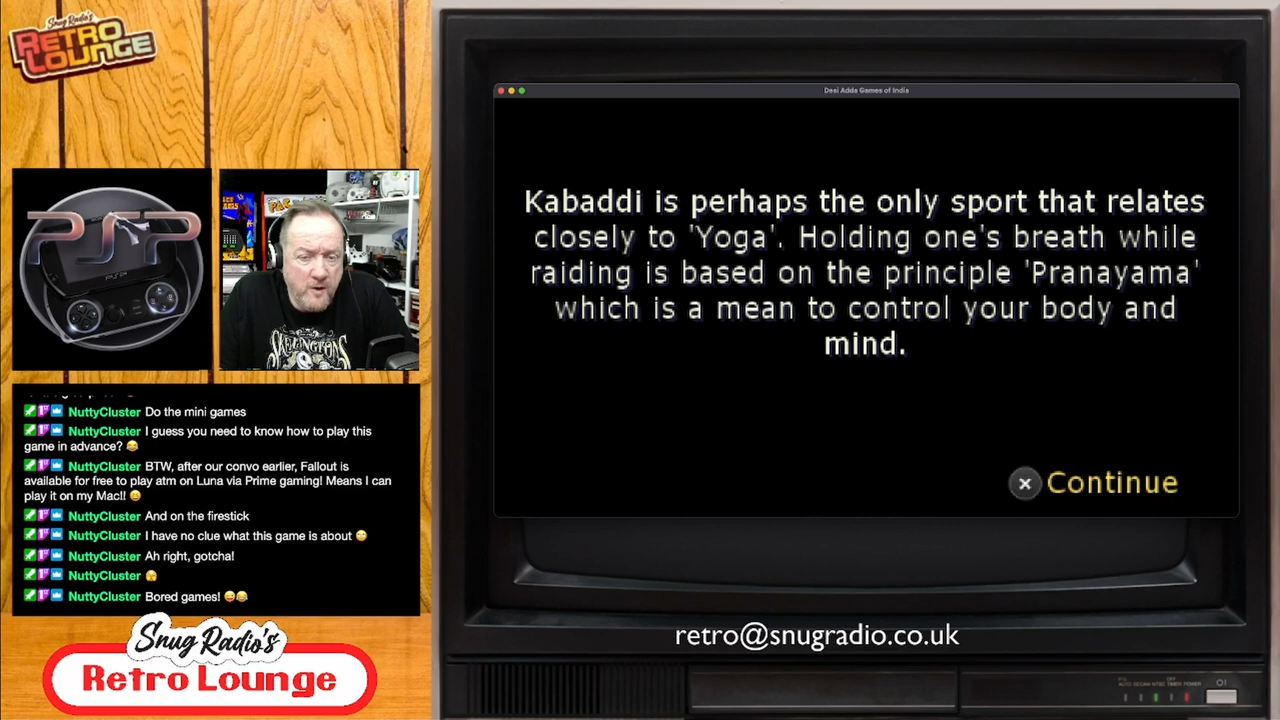 Snug Radio's
RETRO
LOUNGE
PSP
Desi Adda Games of India
Kabaddi is perhaps the only sport that relates
closely to 'Yoga'. Holding one's breath while
raiding is based on the principle 'Pranayama'
which is a mean to control your body and
mind.
Continue
NuttyCluster Do the mini games
NuttyCluster I guess you need to know how to play this
game in advance? 😂
NuttyCluster BTW, after our convo earlier, Fallout is
available for free to play atm on Luna via Prime gaming! Means I can
play it on my Mac!!
NuttyCluster And on the firestick
NuttyCluster I have no clue what this game is about
NuttyCluster Ah right, gotcha!
NuttyCluster
NuttyCluster Bored games! 😜😂
Snug Radio's
Retro Lounge
retro@snugradio.co.uk